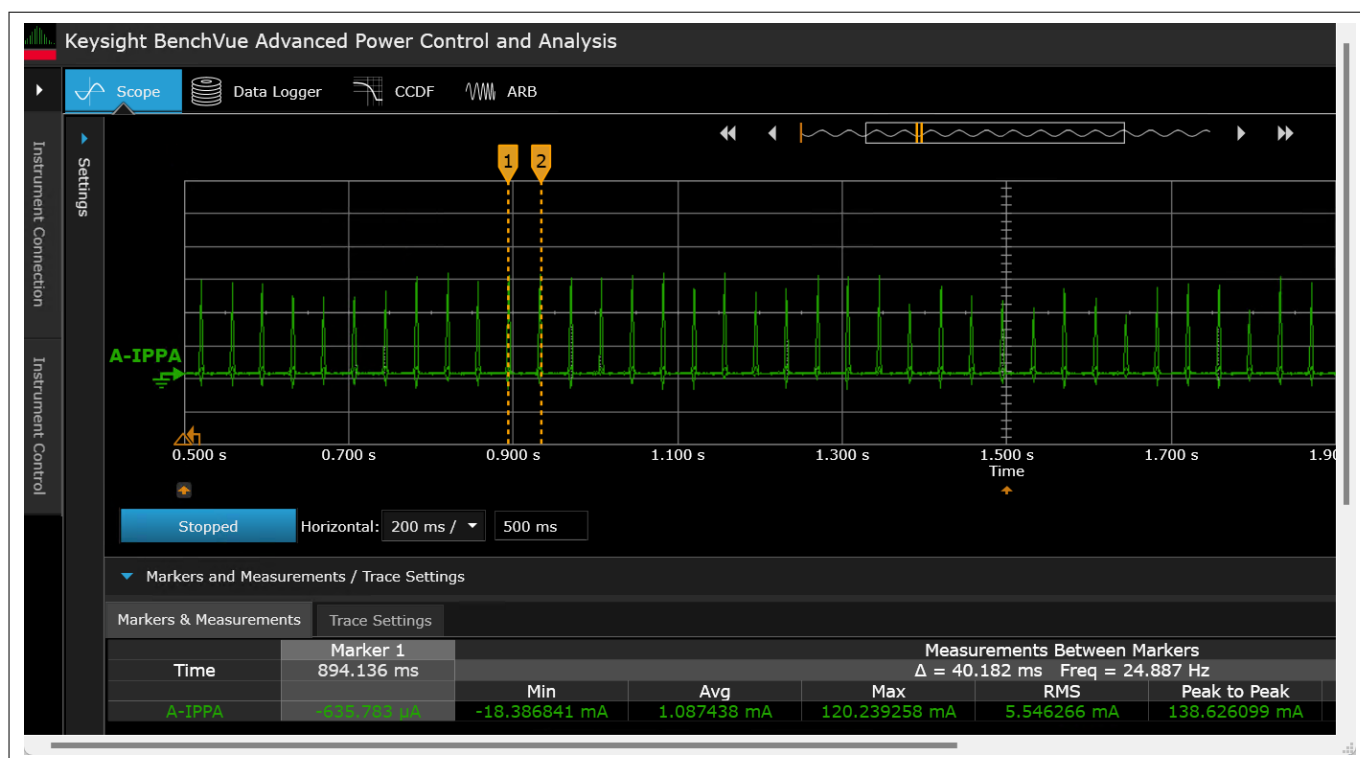 Keysight BenchVue Advanced Power Control and Analysis
Scope Data Logger CCDF ARB
Instrument Connection
Instrument Control
Settings
1 2
A-IPPA
0.500 s 0.700 s 0.900 s 1.100 s 1.300 s 1.500 s 1.700 s
Time
Stopped Horizontal: 200 ms / 500 ms
Markers and Measurements / Trace Settings
Markers & Measurements Trace Settings
Marker 1 Measurements Between Markers
Time 894.136 ms Δ = 40.182 ms Freq = 24.887 Hz
Min Avg Max RMS Peak to Peak
A-IPPA -635.783 µA -18.386841 mA 1.087438 mA 120.239258 mA 5.546266 mA 138.626099 mA